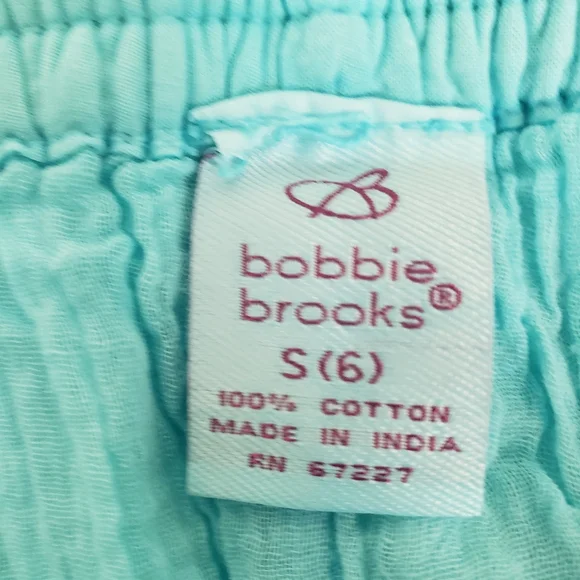 bobbie
brooks®
S (6)
100% COTTON
MADE IN INDIA
RN 67227